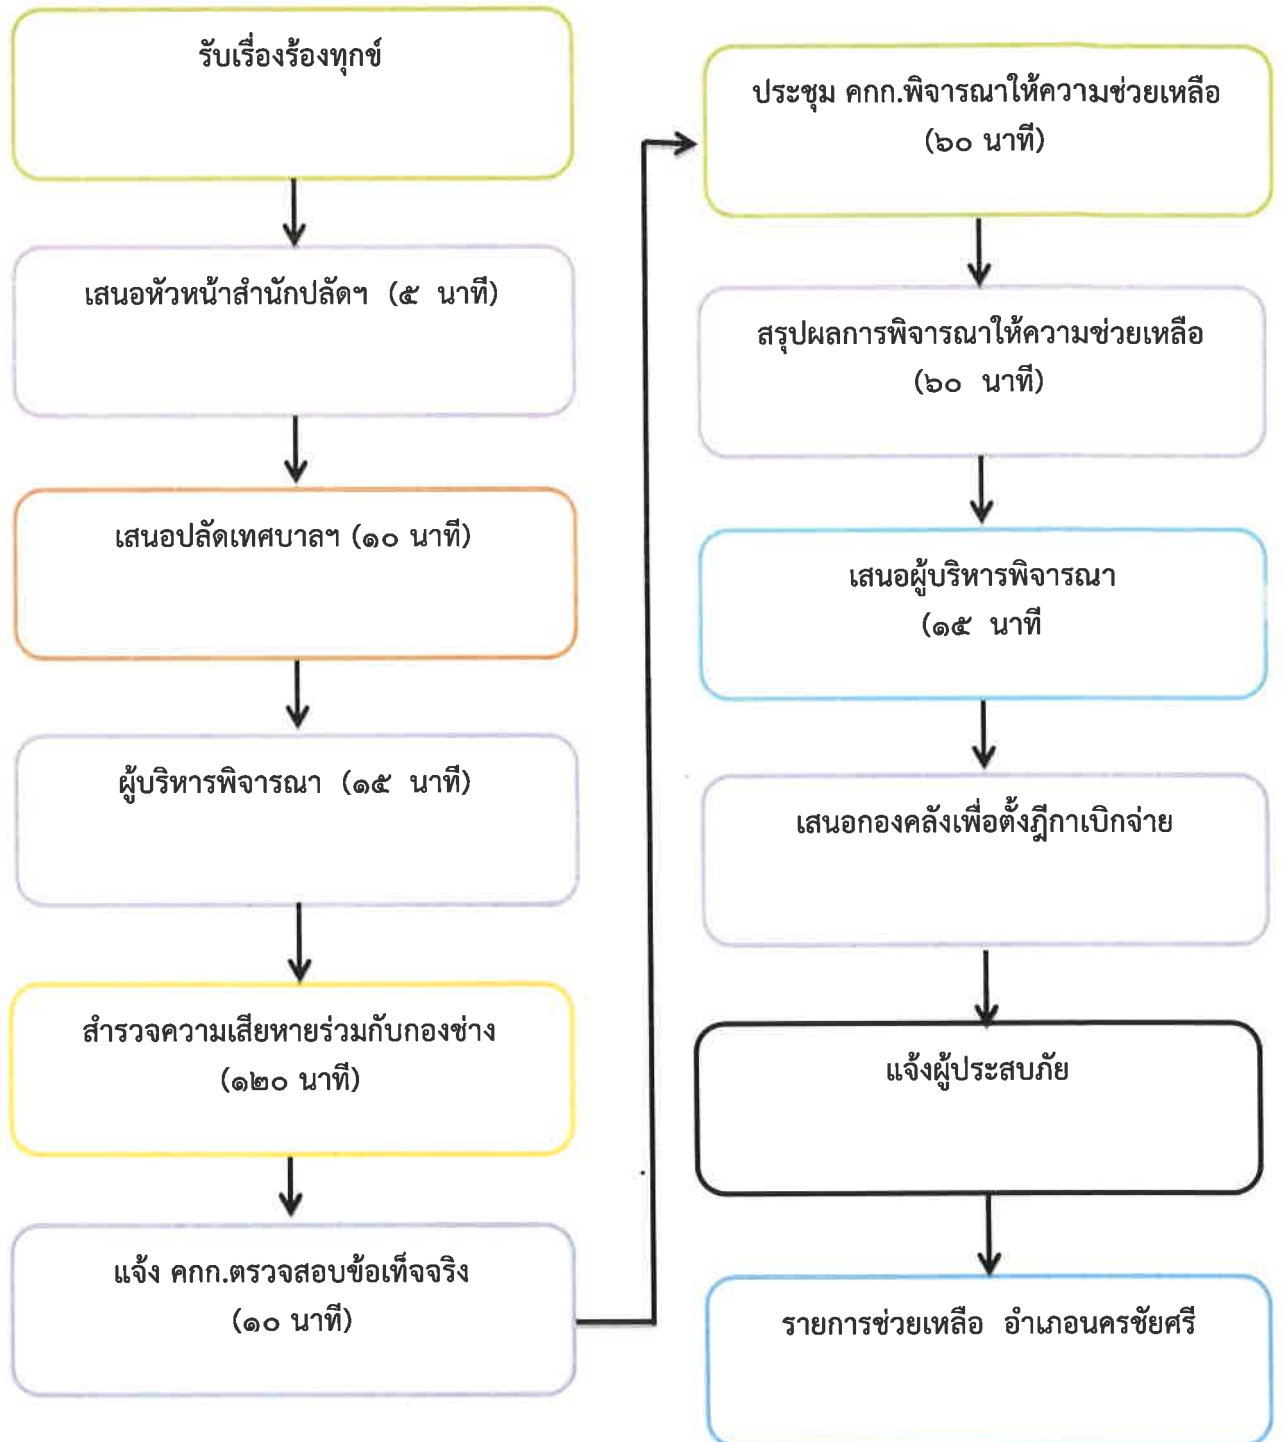 รับเรื่องร้องทุกข์
เสนอหัวหน้าสำนักปลัดฯ (๕ นาที)
เสนอปลัดเทศบาลฯ (๑๐ นาที)
ผู้บริหารพิจารณา (๑๕ นาที)
สำรวจความเสียหายร่วมกับกองช่าง
(๑๒๐ นาที)
แจ้ง คกก.ตรวจสอบข้อเท็จจริง
(๑๐ นาที)
ประชุม คกก.พิจารณาให้ความช่วยเหลือ
(๖๐ นาที)
สรุปผลการพิจารณาให้ความช่วยเหลือ
(๖๐ นาที)
เสนอผู้บริหารพิจารณา
(๑๕ นาที
เสนอกองคลังเพื่อตั้งฎีกาเบิกจ่าย
แจ้งผู้ประสบภัย
รายการช่วยเหลือ อำเภอนครชัยศรี